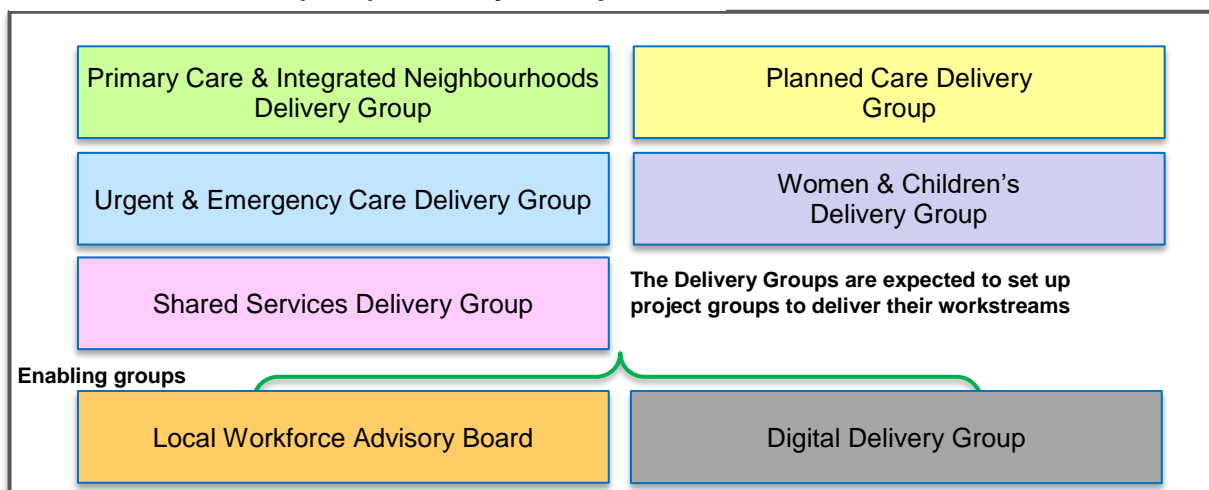 Primary Care & Integrated Neighbourhoods
Delivery Group
Planned Care Delivery
Group
Urgent & Emergency Care Delivery Group
Women & Children’s
Delivery Group
Shared Services Delivery Group
The Delivery Groups are expected to set up
project groups to deliver their workstreams
Enabling groups
Local Workforce Advisory Board
Digital Delivery Group